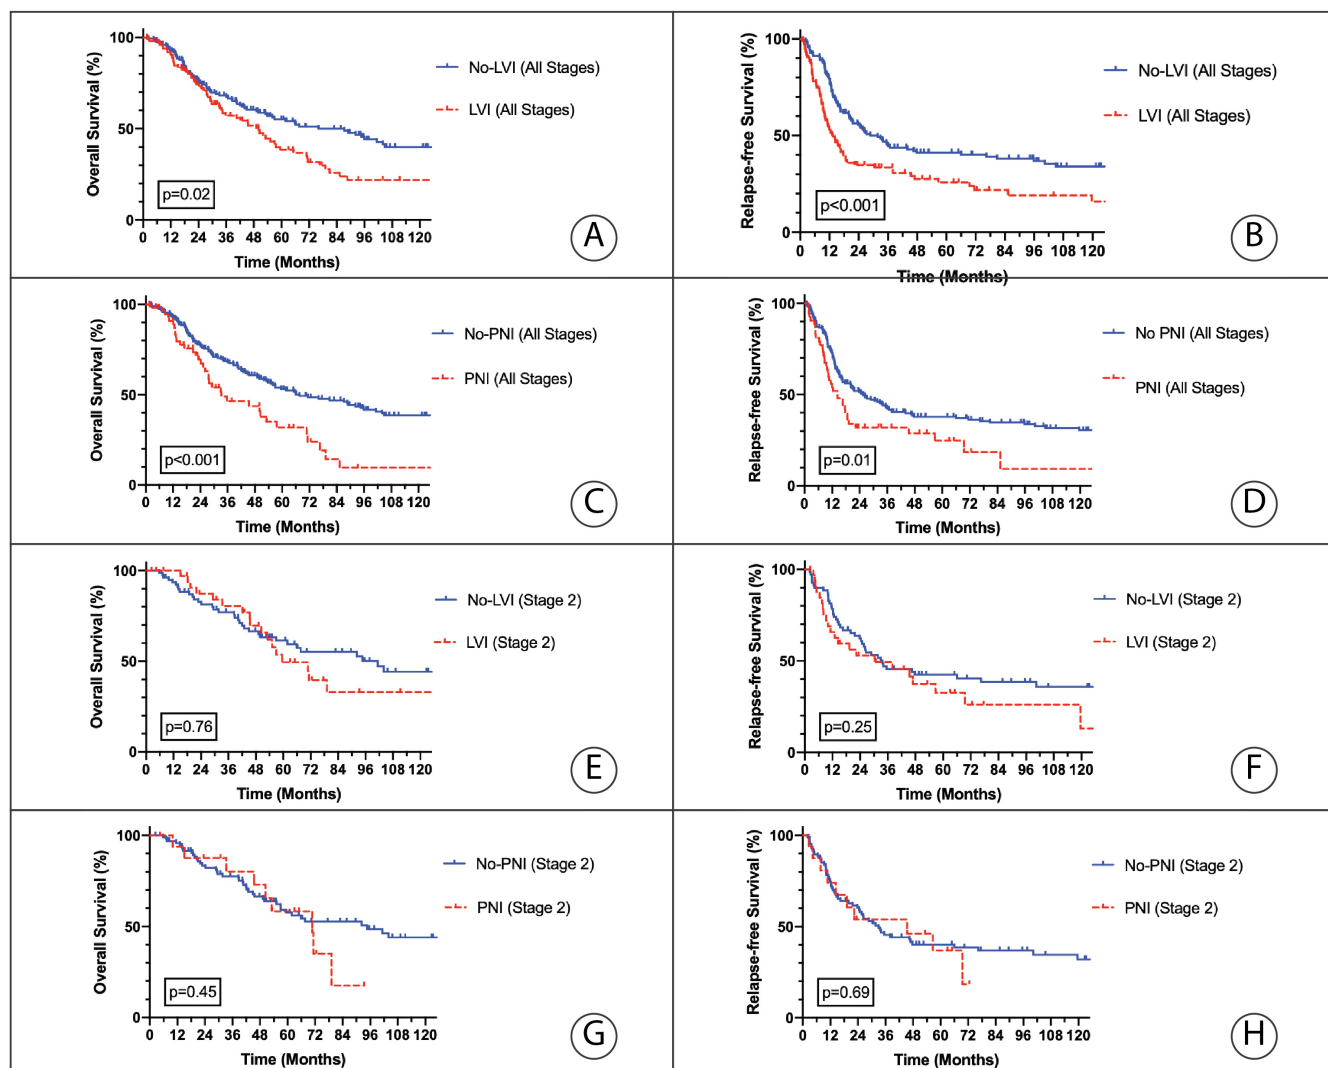 100
50
0
Overall Survival (%)
No-LVI (All Stages)
LVI (All Stages)
p=0.02
0 12 24 36 48 60 72 84 96 108 120
Time (Months)
A
100
50
0
Relapse-free Survival (%)
No-LVI (All Stages)
LVI (All Stages)
p<0.001
0 12 24 36 48 60 72 84 96 108 120
Time (Months)
B
100
50
0
Overall Survival (%)
No-PNI (All Stages)
PNI (All Stages)
p<0.001
0 12 24 36 48 60 72 84 96 108 120
Time (Months)
C
100
50
0
Relapse-free Survival (%)
No PNI (All Stages)
PNI (All Stages)
p=0.01
0 12 24 36 48 60 72 84 96 108 120
Time (Months)
D
100
50
0
Overall Survival (%)
No-LVI (Stage 2)
LVI (Stage 2)
p=0.76
0 12 24 36 48 60 72 84 96 108 120
Time (Months)
E
100
50
0
Relapse-free Survival (%)
No-LVI (Stage 2)
LVI (Stage 2)
p=0.25
0 12 24 36 48 60 72 84 96 108 120
Time (Months)
F
100
50
0
Overall Survival (%)
No-PNI (Stage 2)
PNI (Stage 2)
p=0.45
0 12 24 36 48 60 72 84 96 108 120
Time (Months)
G
100
50
0
Relapse-free Survival (%)
No-PNI (Stage 2)
PNI (Stage 2)
p=0.69
0 12 24 36 48 60 72 84 96 108 120
Time (Months)
H